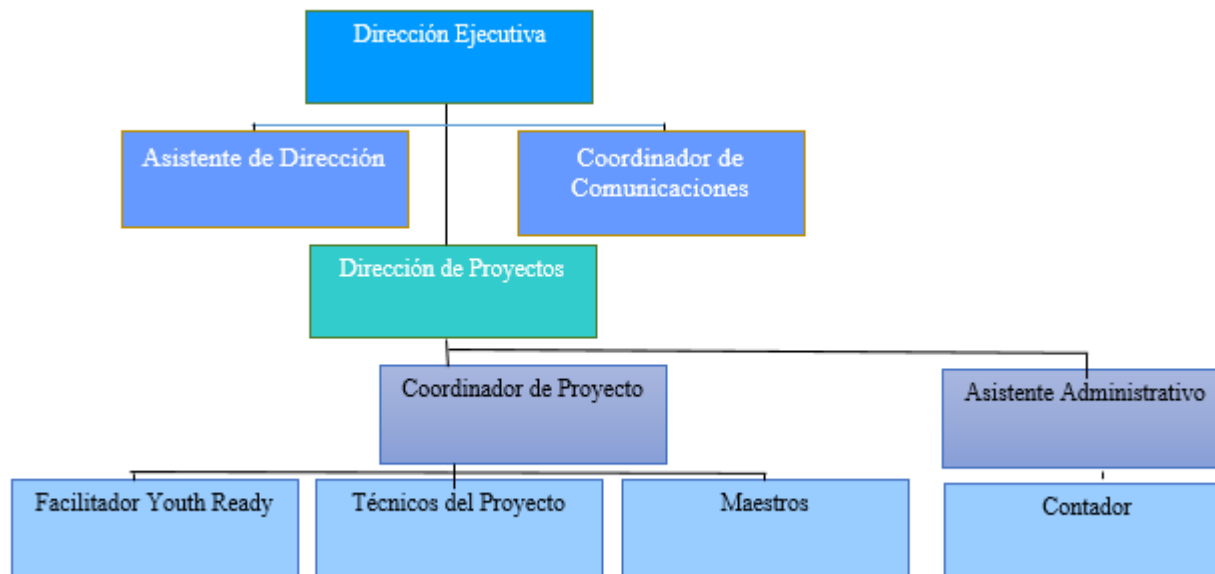 Dirección Ejecutiva
Asistente de Dirección
Coordinador de
Comunicaciones
Dirección de Proyectos
Coordinador de Proyecto
Asistente Administrativo
Facilitador Youth Ready
Técnicos del Proyecto
Maestros
Contador